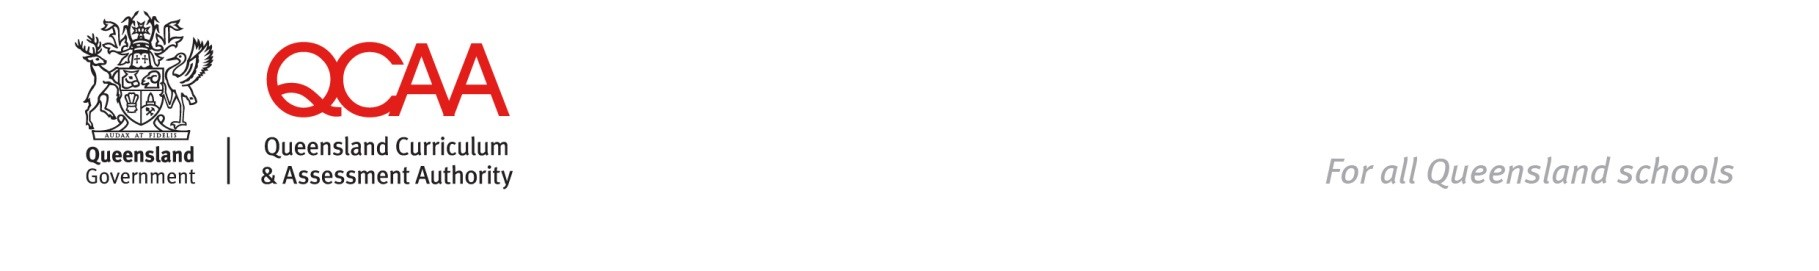 QCAA
AUDAX AT FIDELIS
Queensland
Government
Queensland Curriculum
& Assessment Authority
For all Queensland schools